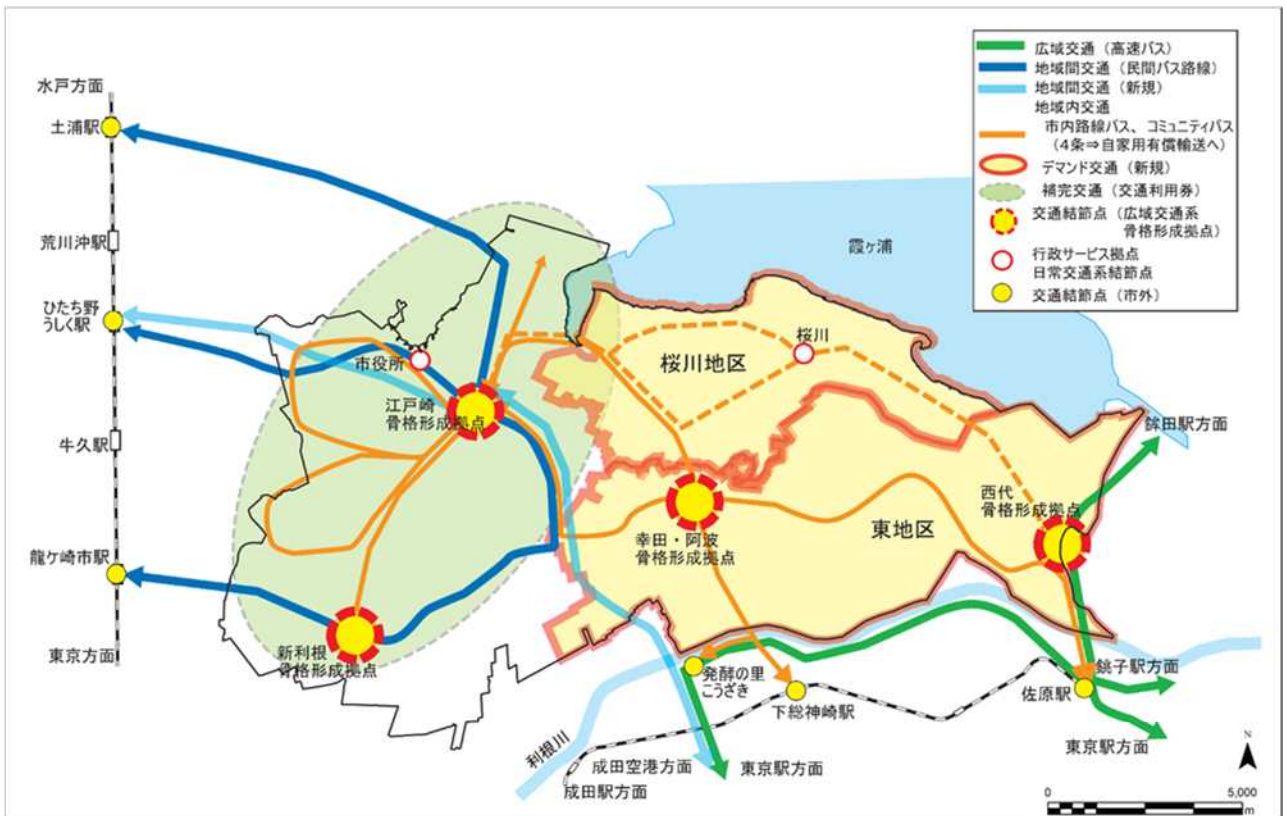 広域交通（高速バス）
地域間交通（民間バス路線）
地域間交通（新規）
地域内交通
市内路線バス、コミュニティバス
（４条⇒自家用有償輸送へ）
デマンド交通（新規）
補完交通（交通利用券）
交通結節点（広域交通系
骨格形成拠点）
行政サービス拠点
日常交通系結節点
交通結節点（市外）
水戸方面
土浦駅
荒川沖駅
ひたち野
うしく駅
牛久駅
龍ケ崎市駅
東京方面
霞ヶ浦
市役所
江戸崎
骨格形成拠点
桜川
桜川地区
鉾田駅方面
西代
骨格形成拠点
東地区
幸田・阿波
骨格形成拠点
新利根
骨格形成拠点
発酵の里
こうざき
下総神崎駅
佐原駅
銚子駅方面
東京駅方面
利根川
成田空港方面
東京駅方面
成田駅方面
N
0
5,000
m